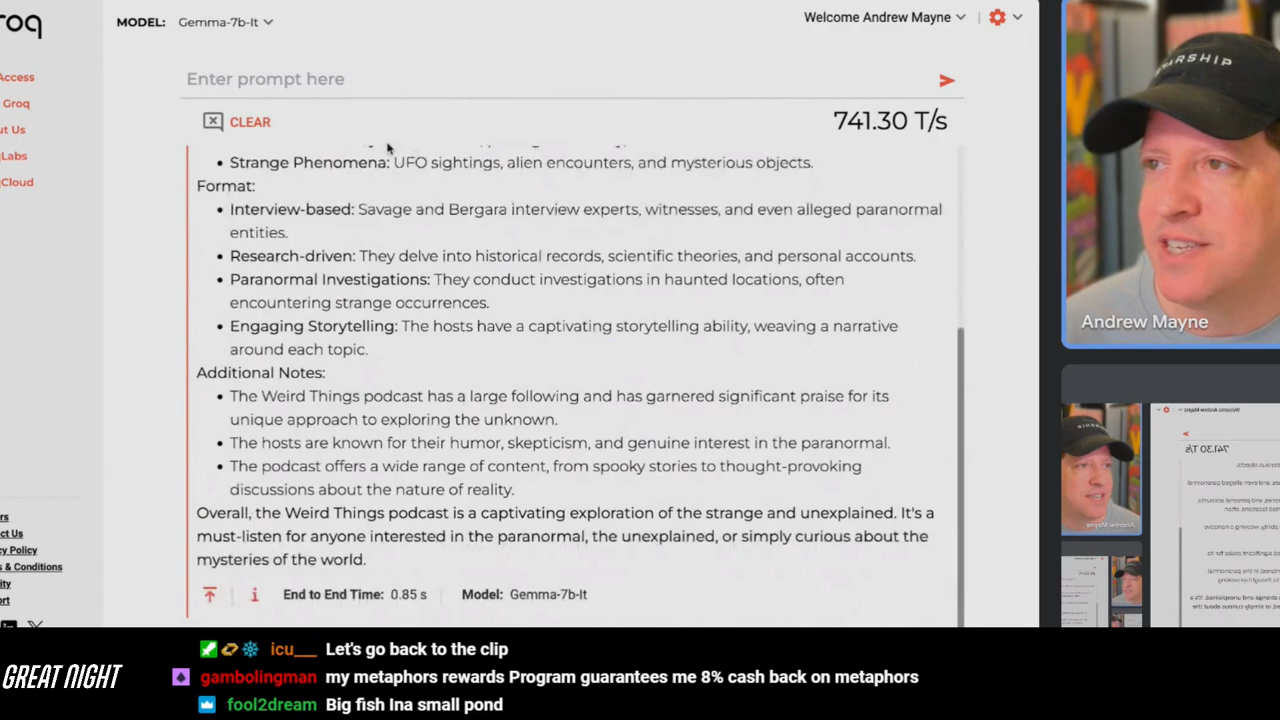 roq
MODEL: Gemma-7b-It
Welcome Andrew Mayne
Enter prompt here
CLEAR
741.30 T/s
Access
Groq
ut Us
qLabs
qCloud
Strange Phenomena: UFO sightings, alien encounters, and mysterious objects.
Format:
Interview-based: Savage and Bergara interview experts, witnesses, and even alleged paranormal
entities.
Research-driven: They delve into historical records, scientific theories, and personal accounts.
Paranormal Investigations: They conduct investigations in haunted locations, often
encountering strange occurrences.
Engaging Storytelling: The hosts have a captivating storytelling ability, weaving a narrative
around each topic.
Additional Notes:
The Weird Things podcast has a large following and has garnered significant praise for its
unique approach to exploring the unknown.
The hosts are known for their humor, skepticism, and genuine interest in the paranormal.
The podcast offers a wide range of content, from spooky stories to thought-provoking
discussions about the nature of reality.
Overall, the Weird Things podcast is a captivating exploration of the strange and unexplained. It's a
must-listen for anyone interested in the paranormal, the unexplained, or simply curious about the
mysteries of the world.
End to End Time: 0.85 s
Model: Gemma-7b-It
rs
ct Us
cy Policy
s & Conditions
ity
ort
Andrew Mayne
GREAT NIGHT
icu___ Let's go back to the clip
gambolingman my metaphors rewards Program guarantees me 8% cash back on metaphors
fool2dream Big fish Ina small pond